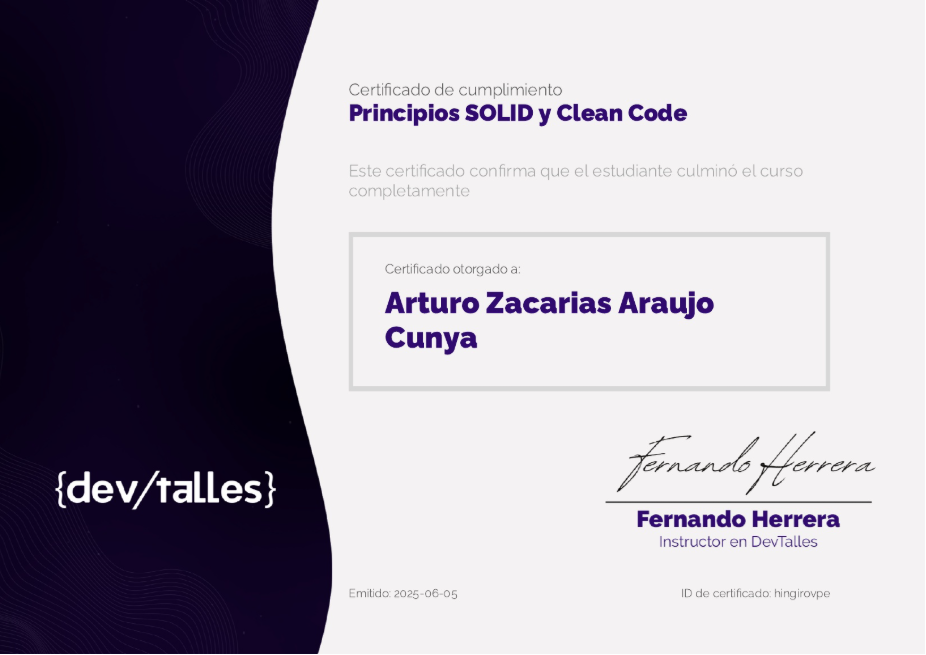 Certificado de cumplimiento
Principios SOLID y Clean Code
Este certificado confirma que el estudiante culminó el curso
completamente
Certificado otorgado a:
Arturo Zacarias Araujo
Cunya
{dev/talles}
Fernando Herrera
Fernando Herrera
Instructor en DevTalles
Emitido: 2025-06-05
ID de certificado: hingirovpe